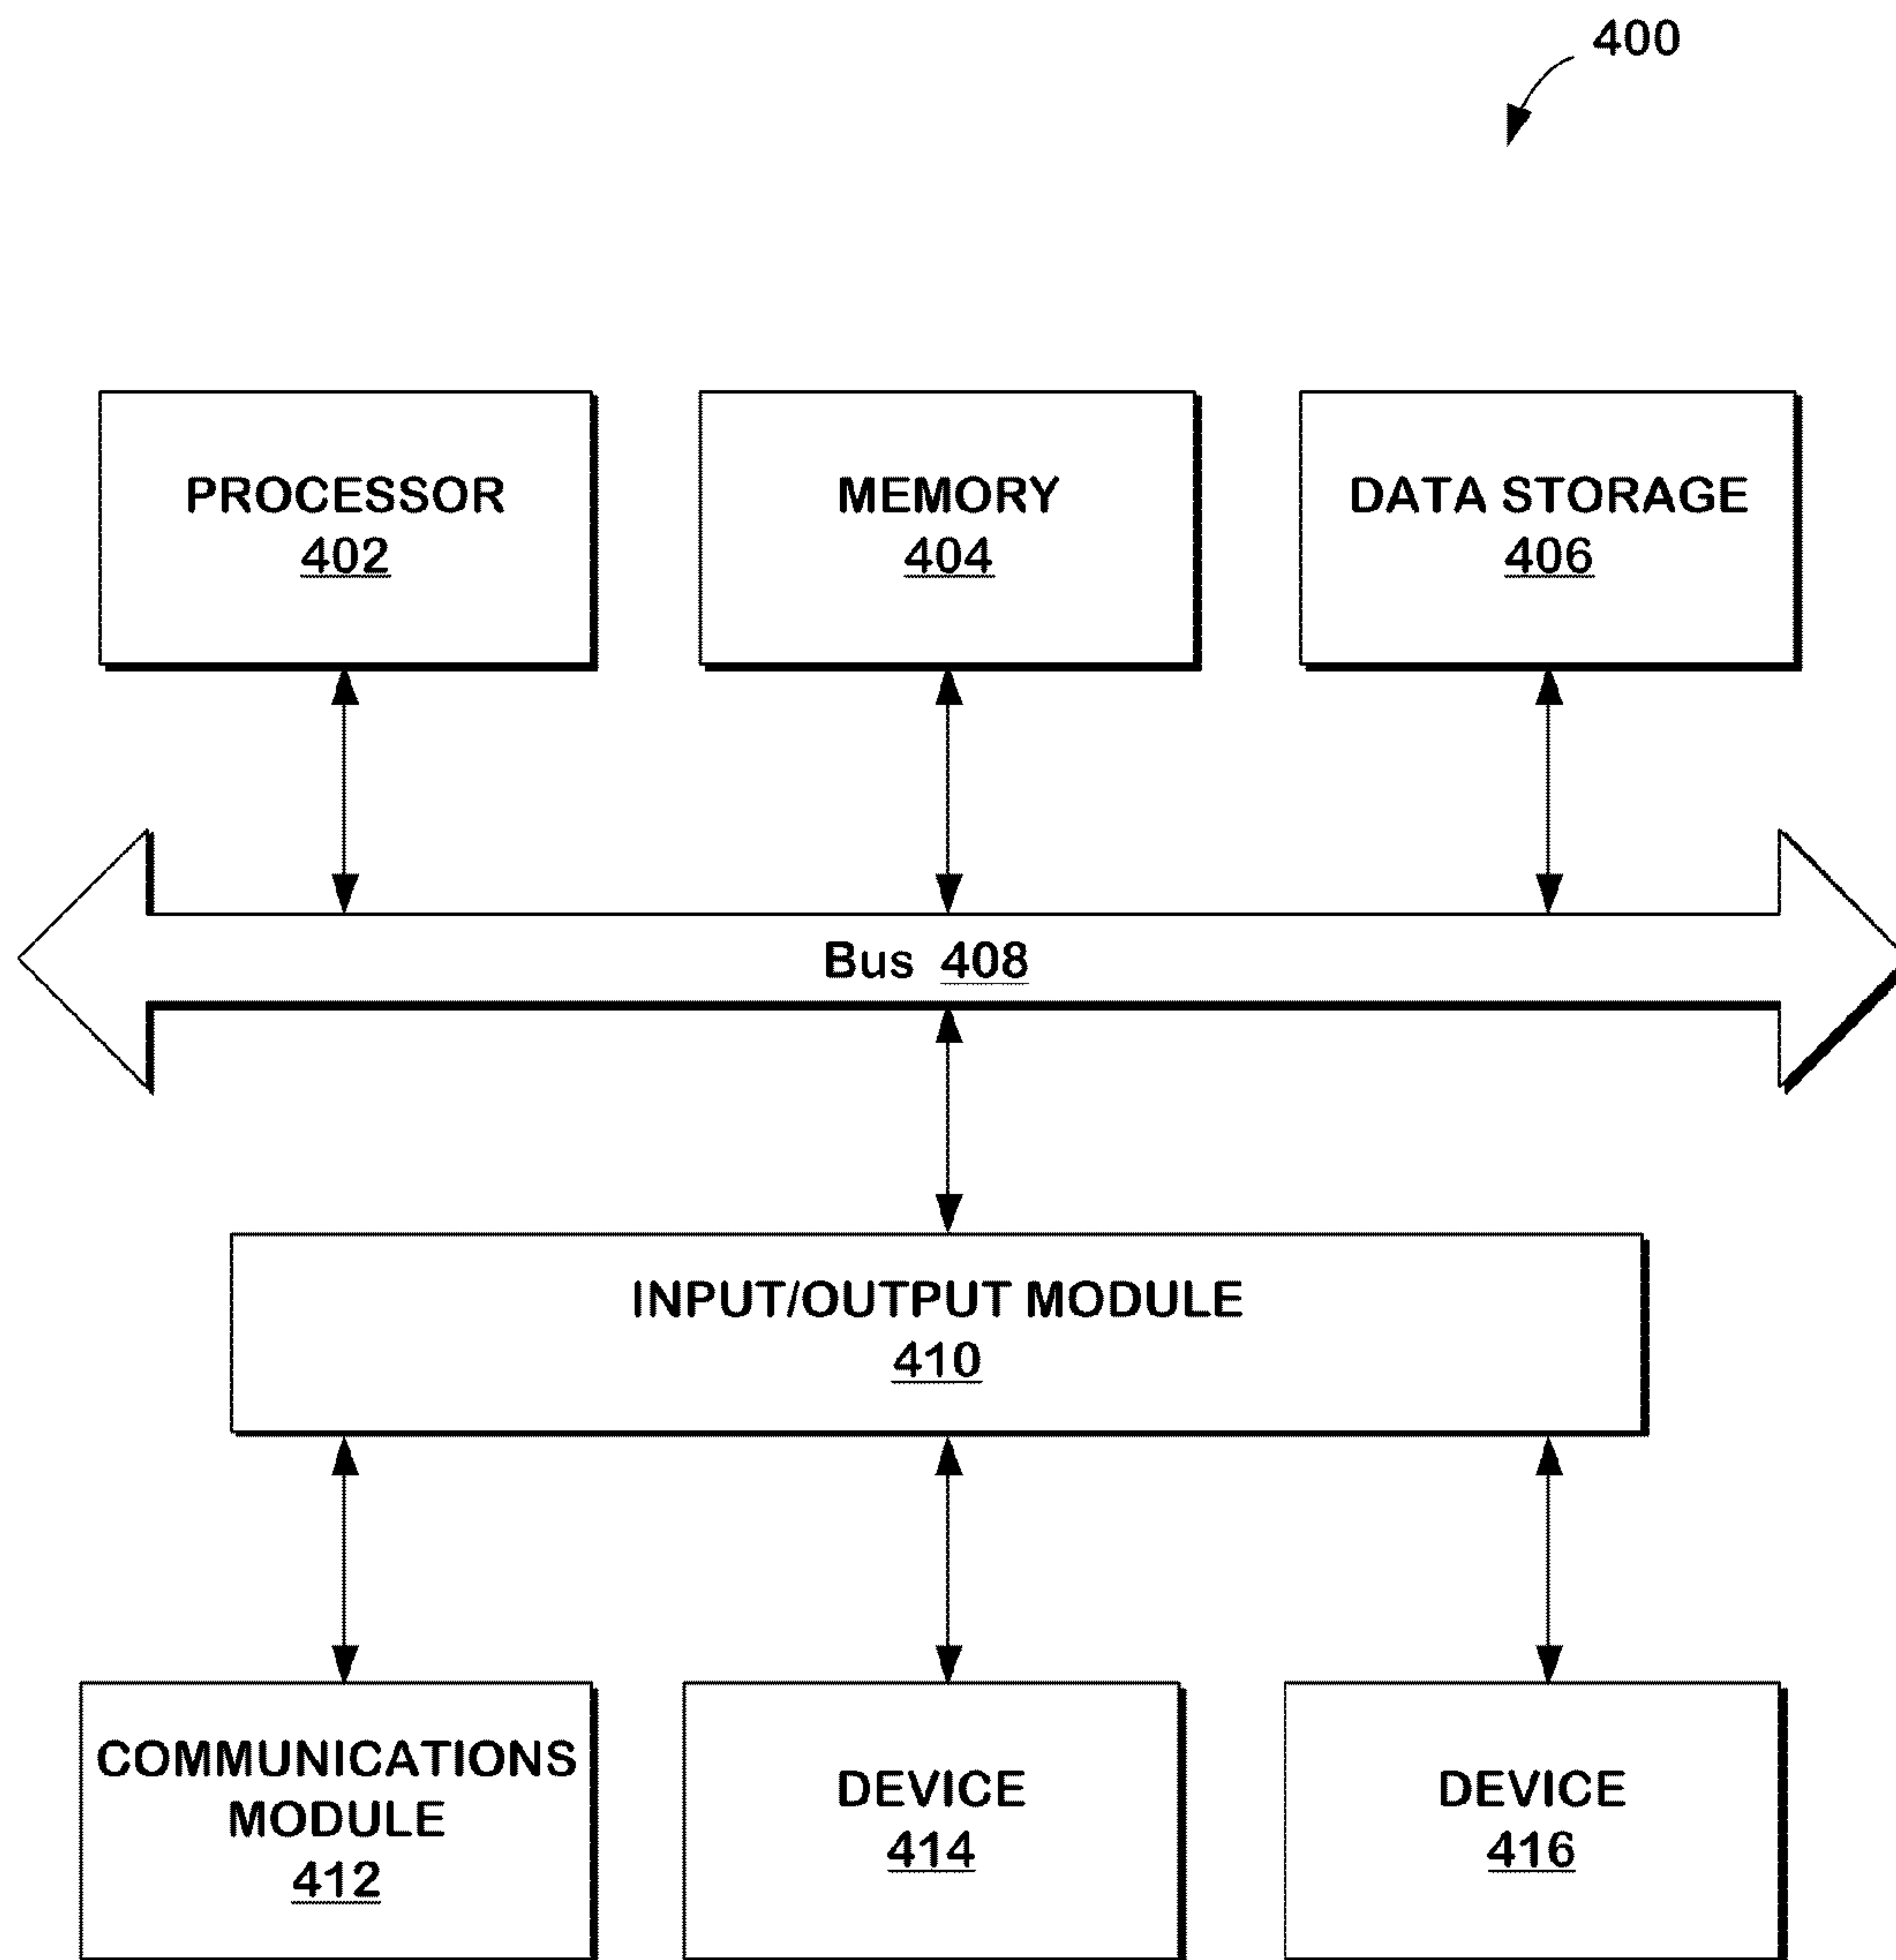 400
PROCESSOR
402
MEMORY
404
DATA STORAGE
406
Bus 408
INPUT/OUTPUT MODULE
410
COMMUNICATIONS
MODULE
412
DEVICE
414
DEVICE
416